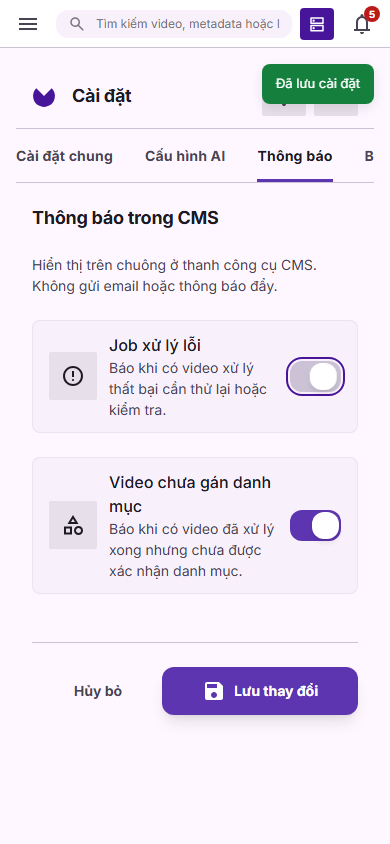 Tìm kiếm video, metadata hoặc l
5
Cài đặt
Đã lưu cài đặt
Cài đặt chung
Cấu hình AI
Thông báo
B
Thông báo trong CMS
Hiển thị trên chuông ở thanh công cụ CMS.
Không gửi email hoặc thông báo đẩy.
Job xử lý lỗi
Báo khi có video xử lý
thất bại cần thử lại hoặc
kiểm tra.
Video chưa gán danh
mục
Báo khi có video đã xử lý
xong nhưng chưa được
xác nhận danh mục.
Hủy bỏ
Lưu thay đổi